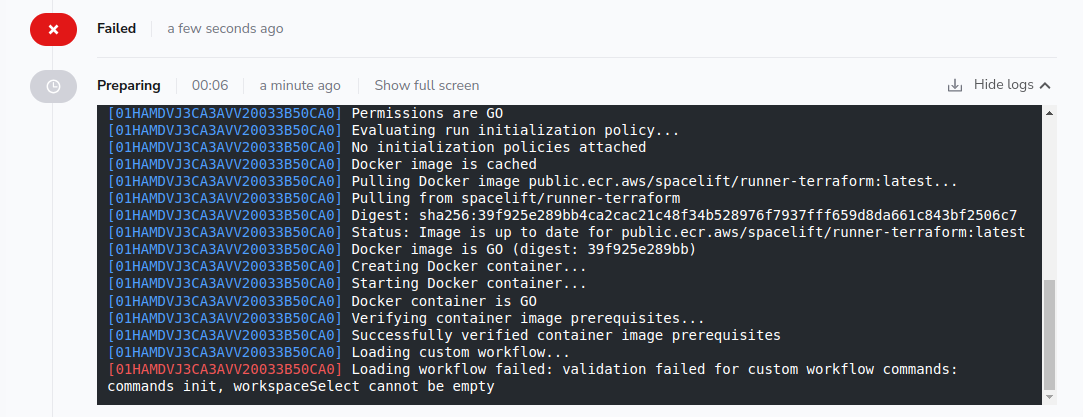 Failed a few seconds ago
Preparing 00:06 a minute ago Show full screen Hide logs
[01HAMDVJ3CA3AVV20033B50CA0] Permissions are GO
[01HAMDVJ3CA3AVV20033B50CA0] Evaluating run initialization policy...
[01HAMDVJ3CA3AVV20033B50CA0] No initialization policies attached
[01HAMDVJ3CA3AVV20033B50CA0] Docker image is cached
[01HAMDVJ3CA3AVV20033B50CA0] Pulling Docker image public.ecr.aws/spacelift/runner-terraform:latest...
[01HAMDVJ3CA3AVV20033B50CA0] Pulling from spacelift/runner-terraform
[01HAMDVJ3CA3AVV20033B50CA0] Digest: sha256:39f925e289bb4ca2cac21c48f34b528976f7937fff659d8da661c843bf2506c7
[01HAMDVJ3CA3AVV20033B50CA0] Status: Image is up to date for public.ecr.aws/spacelift/runner-terraform:latest
[01HAMDVJ3CA3AVV20033B50CA0] Docker image is GO (digest: 39f925e289bb)
[01HAMDVJ3CA3AVV20033B50CA0] Creating Docker container...
[01HAMDVJ3CA3AVV20033B50CA0] Starting Docker container...
[01HAMDVJ3CA3AVV20033B50CA0] Docker container is GO
[01HAMDVJ3CA3AVV20033B50CA0] Verifying container image prerequisites...
[01HAMDVJ3CA3AVV20033B50CA0] Successfully verified container image prerequisites
[01HAMDVJ3CA3AVV20033B50CA0] Loading custom workflow...
[01HAMDVJ3CA3AVV20033B50CA0] Loading workflow failed: validation failed for custom workflow commands:
commands init, workspaceSelect cannot be empty